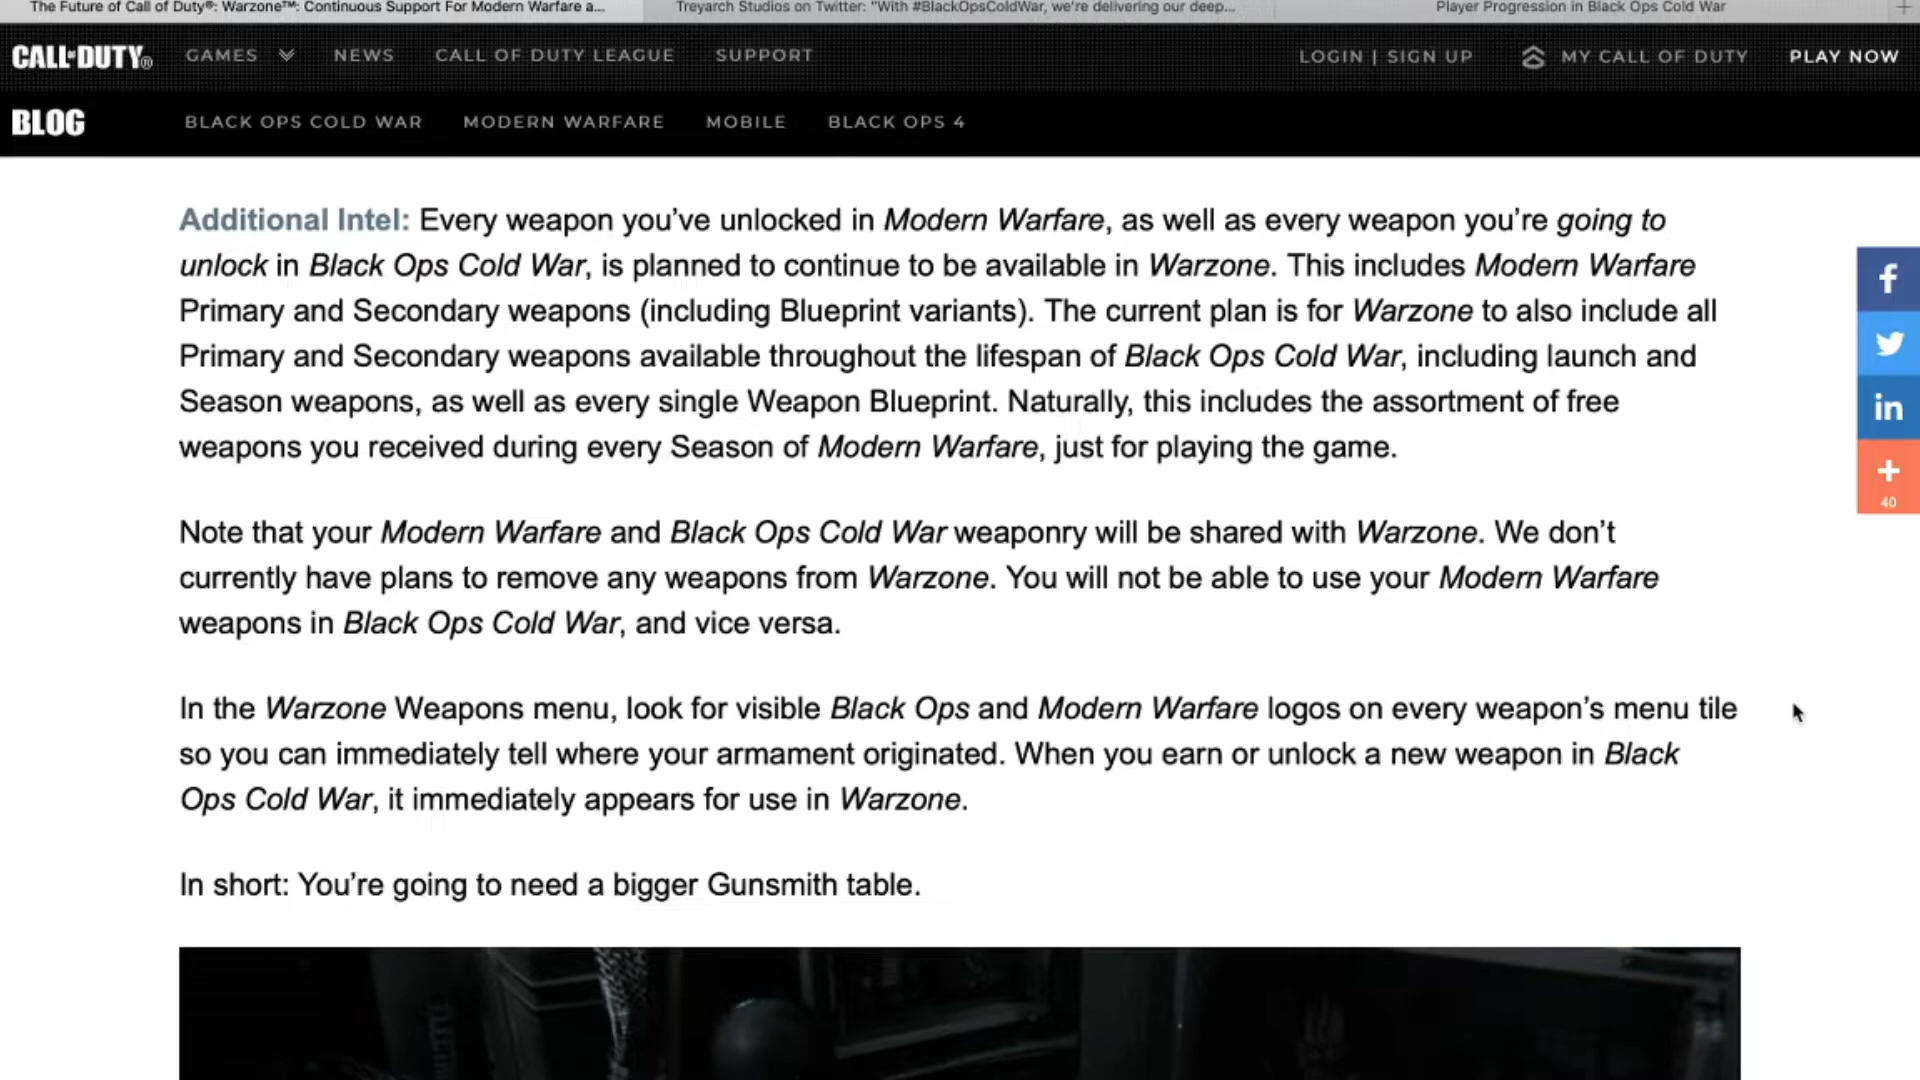 The Future of Call of Duty®: Warzone™: Continuous Support For Modern Warfare a...
Treyarch Studios on Twitter: "With #BlackOpsColdWar, we're delivering our deep...
Player Progression in Black Ops Cold War
+
CALL OF DUTY®
GAMES
NEWS
CALL OF DUTY LEAGUE
SUPPORT
LOGIN | SIGN UP
MY CALL OF DUTY
PLAY NOW
BLOG
BLACK OPS COLD WAR
MODERN WARFARE
MOBILE
BLACK OPS 4
Additional Intel: Every weapon you’ve unlocked in Modern Warfare, as well as every weapon you’re going to
unlock in Black Ops Cold War, is planned to continue to be available in Warzone. This includes Modern Warfare
Primary and Secondary weapons (including Blueprint variants). The current plan is for Warzone to also include all
Primary and Secondary weapons available throughout the lifespan of Black Ops Cold War, including launch and
Season weapons, as well as every single Weapon Blueprint. Naturally, this includes the assortment of free
weapons you received during every Season of Modern Warfare, just for playing the game.
Note that your Modern Warfare and Black Ops Cold War weaponry will be shared with Warzone. We don’t
currently have plans to remove any weapons from Warzone. You will not be able to use your Modern Warfare
weapons in Black Ops Cold War, and vice versa.
In the Warzone Weapons menu, look for visible Black Ops and Modern Warfare logos on every weapon’s menu tile
so you can immediately tell where your armament originated. When you earn or unlock a new weapon in Black
Ops Cold War, it immediately appears for use in Warzone.
In short: You’re going to need a bigger Gunsmith table.
f
in
+
40